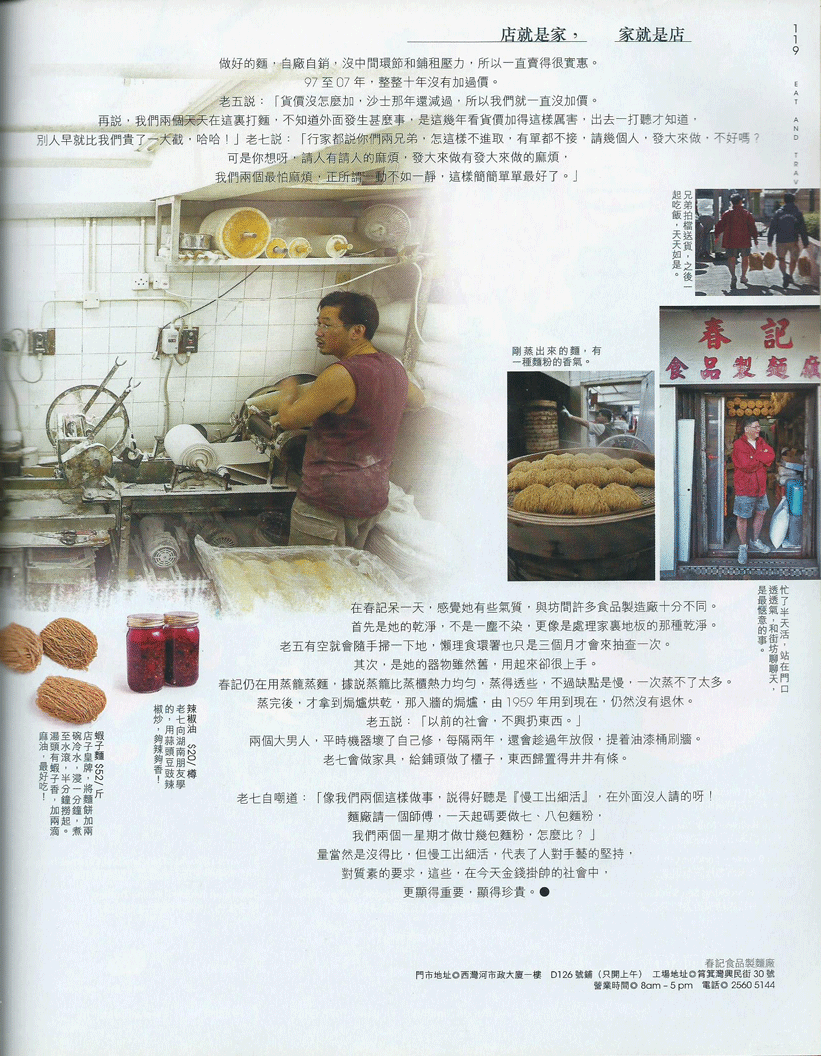 店就是家，　家就是店
119
EAT AND TRAV
做好的麵，自廠自銷，沒中間環節和鋪租壓力，所以一直賣得很實惠。
97 至 07 年，整整十年沒有加過價。
老五說：「貨價沒怎麼加，沙士那年還減過，所以我們就一直沒加價。
再說，我們兩個天天在這裏打麵，不知道外面發生甚麼事，是這幾年看貨價加得這樣厲害，出去一打聽才知道，
別人早就比我們貴了一大截，哈哈！」老七說：「行家都說你們兩兄弟，怎這樣不進取，有單都不接，請幾個人，發大來做，不好嗎？
可是你想呀，請人有請人的麻煩，發大來做有發大來做的麻煩，
我們兩個最怕麻煩，正所謂一動不如一靜，這樣簡簡單單最好了。」
兄弟拍檔送貨，之後一
起吃飯，天天如是。
剛蒸出來的麵，有
一種麵粉的香氣。
春記
食品製麵廠
忙了半天活，站在門口
透透氣，和街坊聊聊天，
是最愜意的事。
在春記呆一天，感覺她有些氣質，與坊間許多食品製造廠十分不同。
首先是她的乾淨，不是一塵不染，更像是處理家裏地板的那種乾淨。
老五有空就會隨手掃一下地，懶理食環署也只是三個月才會來抽查一次。
其次，是她的器物雖然舊，用起來卻很上手。
春記仍在用蒸籠蒸麵，據說蒸籠比蒸櫃熱力均勻，蒸得透些，不過缺點是慢，一次蒸不了太多。
蒸完後，才拿到焗爐烘乾，那入牆的焗爐，由 1959 年用到現在，仍然沒有退休。
老五說：「以前的社會，不興扔東西。」
兩個大男人，平時機器壞了自己修，每隔兩年，還會趁過年放假，提着油漆桶刷牆。
老七會做家具，給鋪頭做了櫃子，東西歸置得井井有條。
辣椒油　$20/ 樽
老七向湖南朋友學
的，用蒜頭豆豉辣
椒炒，夠辣夠香！
蝦子麵 $52/ 斤
店子皇牌，將麵餅加兩
碗冷水，浸一分鐘，煮
至水滾，半分鐘撈起。
湯頭有蝦子香，加兩滴
麻油，最好吃！
老七自嘲道：「像我們兩個這樣做事，説得好聽是『慢工出細活』，在外面沒人請的呀！
麵廠請一個師傅，一天起碼要做七、八包麵粉，
我們兩個一星期才做廿幾包麵粉，怎麼比？」
量當然是沒得比，但慢工出細活，代表了人對手藝的堅持，
對質素的要求，這些，在今天金錢掛帥的社會中，
更顯得重要，顯得珍貴。●
春記食品製麵廠
門市地址◎西灣河市政大廈一樓　D126 號鋪（只開上午）　工場地址◎筲箕灣興民街 30 號
營業時間◎ 8am – 5 pm　電話◎ 2560 5144